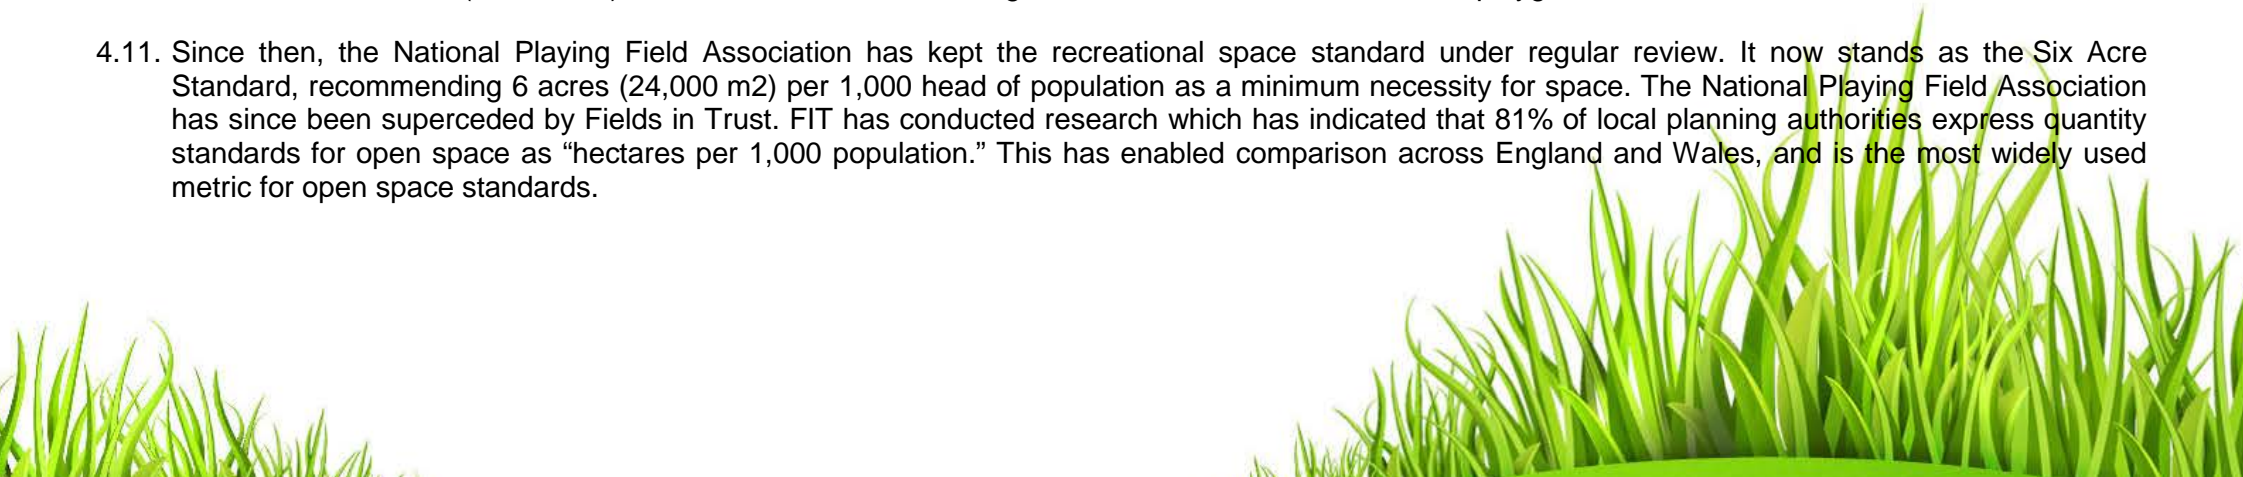 4.11. Since then, the National Playing Field Association has kept the recreational space standard under regular review. It now stands as the Six Acre
Standard, recommending 6 acres (24,000 m2) per 1,000 head of population as a minimum necessity for space. The National Playing Field Association
has since been superceded by Fields in Trust. FIT has conducted research which has indicated that 81% of local planning authorities express quantity
standards for open space as “hectares per 1,000 population.” This has enabled comparison across England and Wales, and is the most widely used
metric for open space standards.